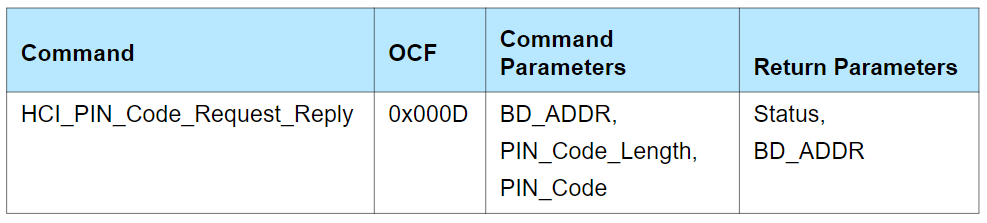 Command
OCF
Command
Parameters
Return Parameters
HCI_PIN_Code_Request_Reply
0x000D
BD_ADDR,
PIN_Code_Length,
PIN_Code
Status,
BD_ADDR